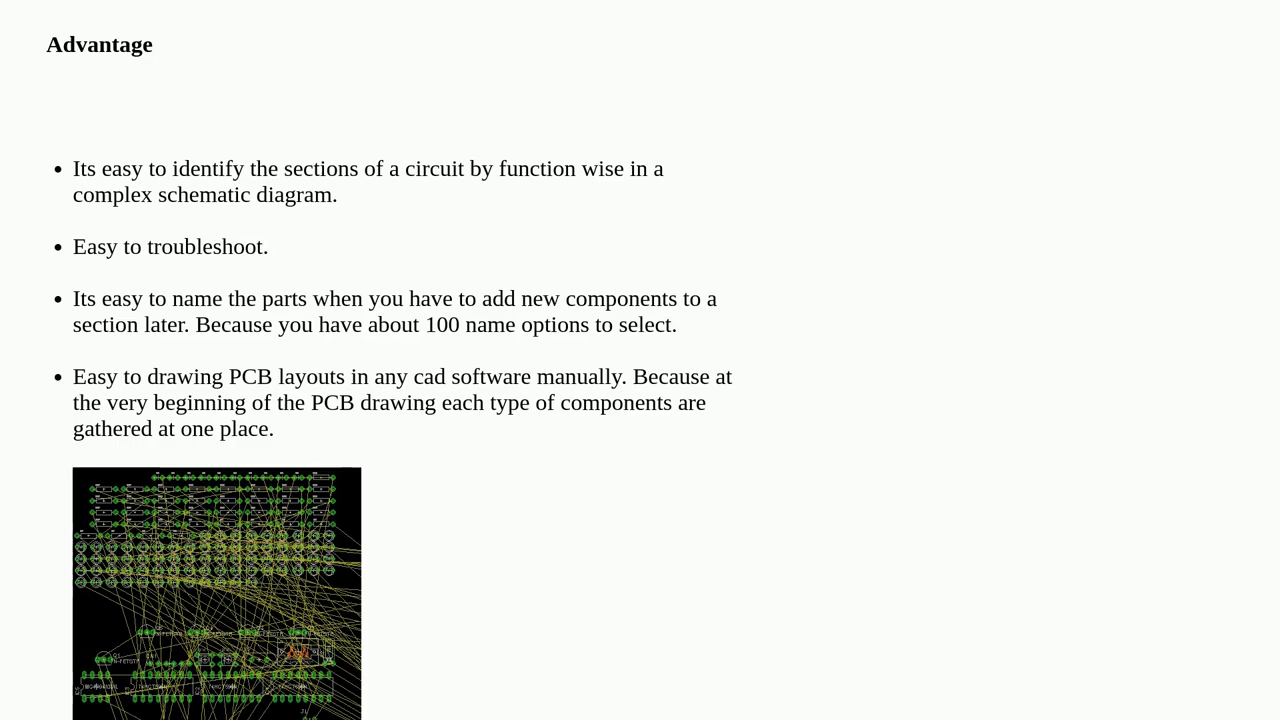 Advantage
Its easy to identify the sections of a circuit by function wise in a
complex schematic diagram.
Easy to troubleshoot.
Its easy to name the parts when you have to add new components to a
section later. Because you have about 100 name options to select.
Easy to drawing PCB layouts in any cad software manually. Because at
the very beginning of the PCB drawing each type of components are
gathered at one place.